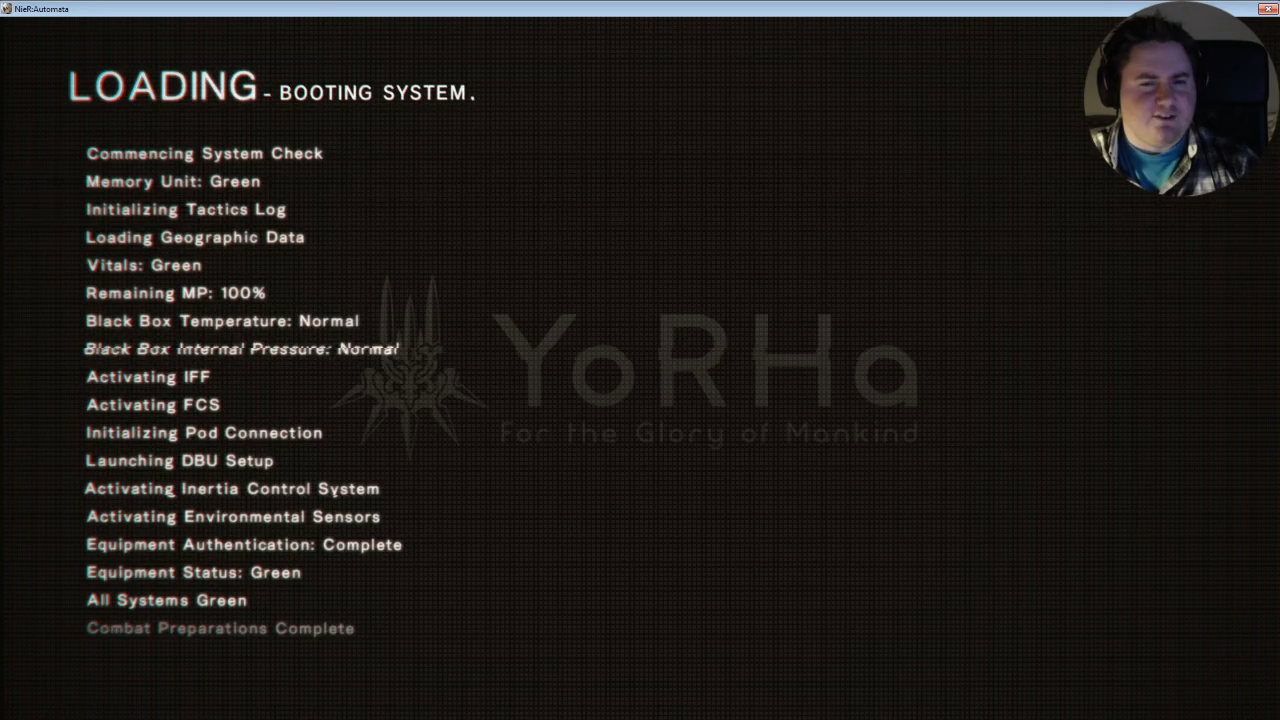 NieR:Automata
LOADING - BOOTING SYSTEM.
Commencing System Check
Memory Unit: Green
Initializing Tactics Log
Loading Geographic Data
Vitals: Green
Remaining MP: 100%
Black Box Temperature: Normal
Black Box Internal Pressure: Normal
Activating IFF
Activating FCS
Initializing Pod Connection
Launching DBU Setup
Activating Inertia Control System
Activating Environmental Sensors
Equipment Authentication: Complete
Equipment Status: Green
All Systems Green
Combat Preparations Complete
YoRHa
For the Glory of Mankind